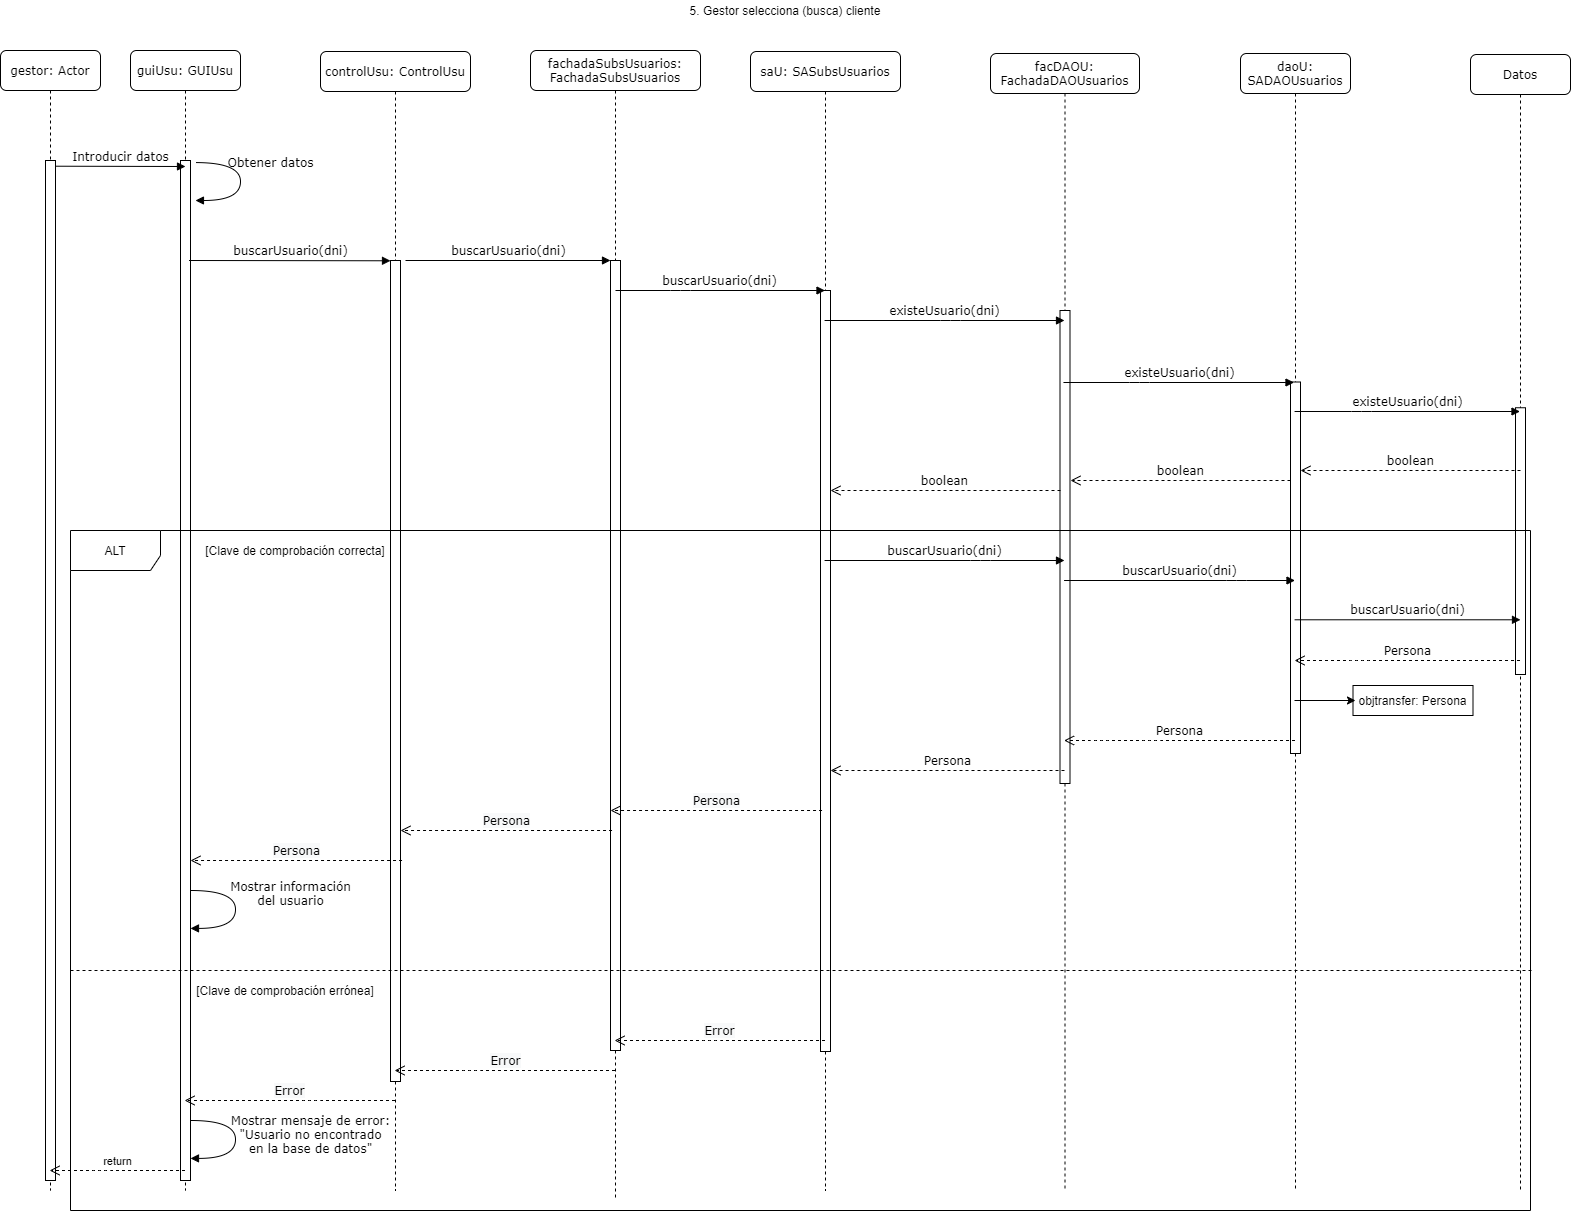 5. Gestor selecciona (busca) cliente
gestor: Actor
guiUsu: GUIUsu
controlUsu: ControlUsu
fachadaSubsUsuarios:
FachadaSubsUsuarios
saU: SASubsUsuarios
facDAOU:
FachadaDAOUsuarios
daoU:
SADAOUsuarios
Datos
Introducir datos
Obtener datos
buscarUsuario(dni)
buscarUsuario(dni)
buscarUsuario(dni)
existeUsuario(dni)
existeUsuario(dni)
existeUsuario(dni)
boolean
boolean
boolean
ALT
[Clave de comprobación correcta]
buscarUsuario(dni)
buscarUsuario(dni)
buscarUsuario(dni)
Persona
objtransfer: Persona
Persona
Persona
Persona
Persona
Persona
Mostrar información
del usuario
[Clave de comprobación errónea]
Error
Error
Error
Mostrar mensaje de error:
"Usuario no encontrado
en la base de datos"
return